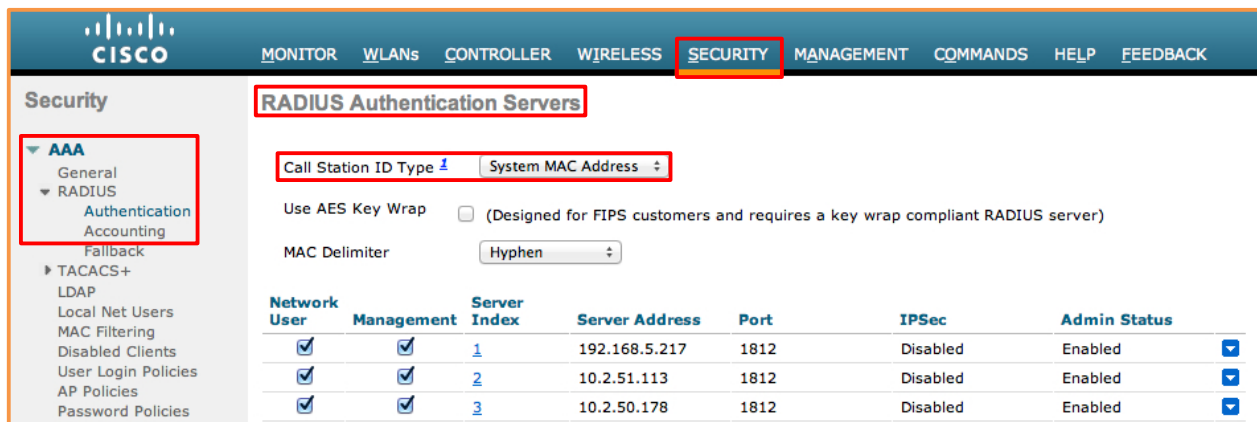 CISCO
MONITOR WLANs CONTROLLER WIRELESS SECURITY MANAGEMENT COMMANDS HELP FEEDBACK
Security
AAA
General
RADIUS
Authentication
Accounting
Fallback
TACACS+
LDAP
Local Net Users
MAC Filtering
Disabled Clients
User Login Policies
AP Policies
Password Policies
RADIUS Authentication Servers
Call Station ID Type 1 System MAC Address
Use AES Key Wrap (Designed for FIPS customers and requires a key wrap compliant RADIUS server)
MAC Delimiter Hyphen
Network User Management Server Index Server Address Port IPSec Admin Status
1 192.168.5.217 1812 Disabled Enabled
2 10.2.51.113 1812 Disabled Enabled
3 10.2.50.178 1812 Disabled Enabled